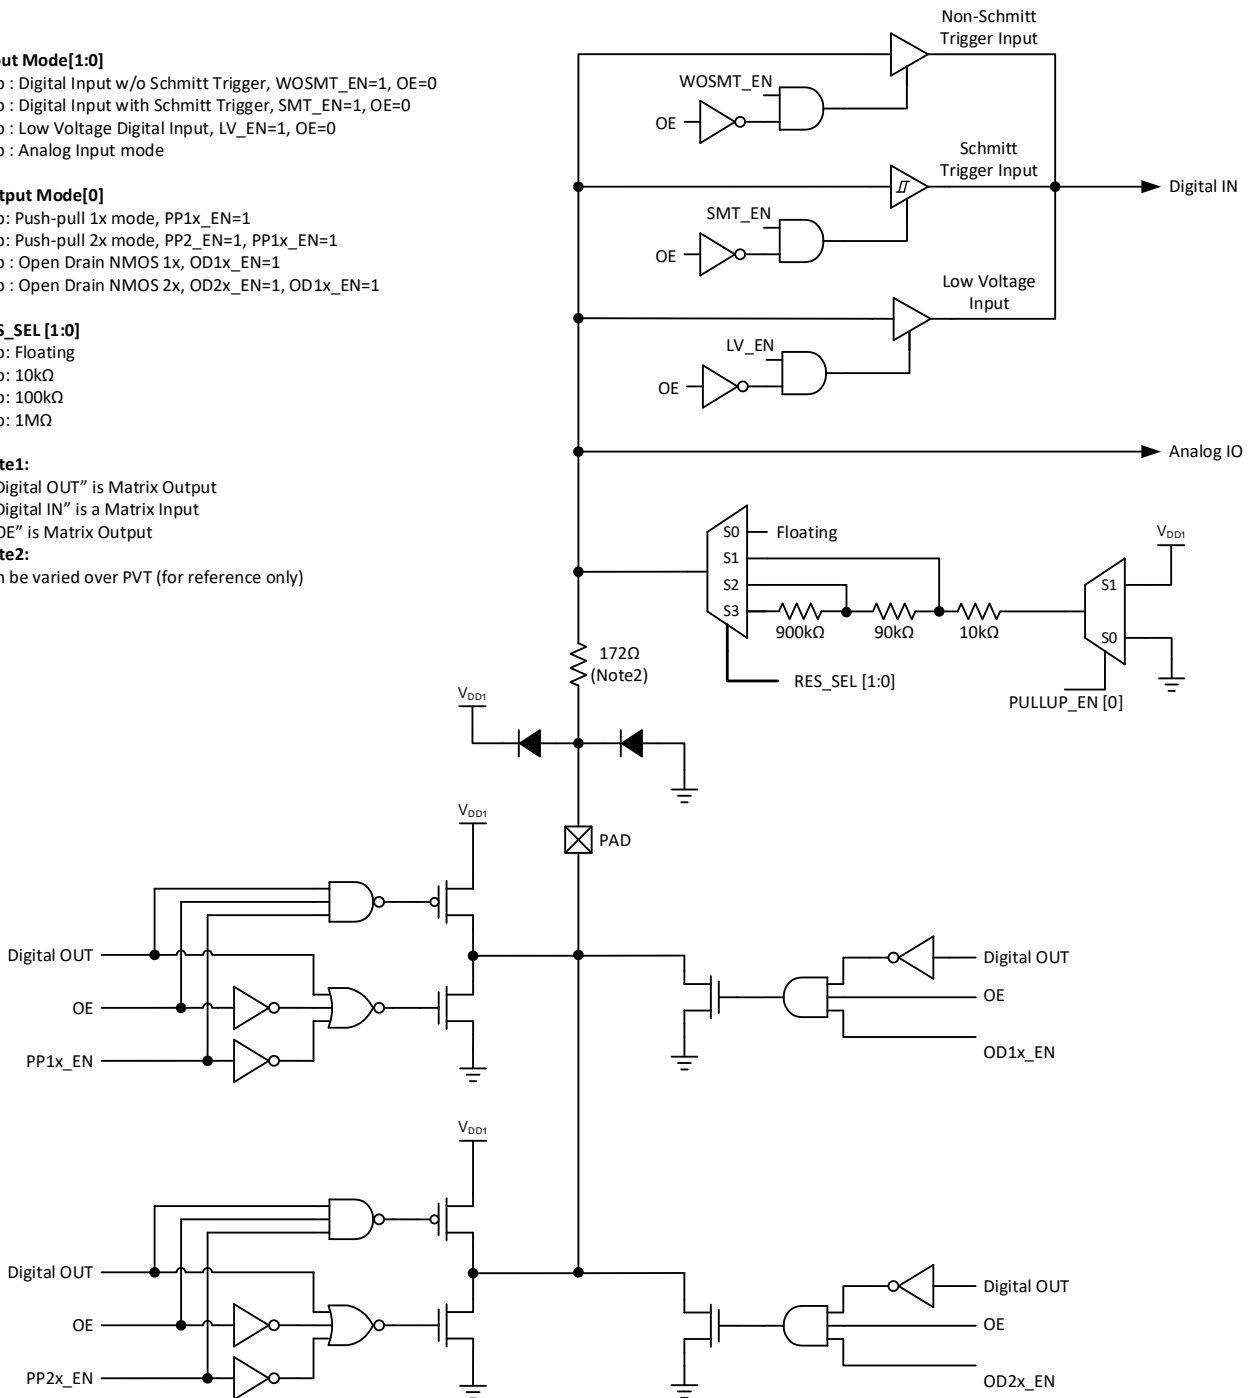 put Mode[1:0]
: Digital Input w/o Schmitt Trigger, WOSMT_EN=1, OE=0
: Digital Input with Schmitt Trigger, SMT_EN=1, OE=0
: Low Voltage Digital Input, LV_EN=1, OE=0
: Analog Input mode
tput Mode[0]
: Push-pull 1x mode, PP1x_EN=1
: Push-pull 2x mode, PP2_EN=1, PP1x_EN=1
: Open Drain NMOS 1x, OD1x_EN=1
: Open Drain NMOS 2x, OD2x_EN=1, OD1x_EN=1
S_SEL [1:0]
: Floating
: 10kΩ
: 100kΩ
: 1MΩ
te1:
Digital OUT” is Matrix Output
Digital IN” is a Matrix Input
OE” is Matrix Output
te2:
n be varied over PVT (for reference only)
Non-Schmitt
Trigger Input
WOSMT_EN
OE
Schmitt
Trigger Input
Digital IN
SMT_EN
OE
Low Voltage
Input
LV_EN
OE
Analog IO
S0
Floating
S1
S2
S3
900kΩ
90kΩ
10kΩ
VDD1
S1
S0
RES_SEL [1:0]
PULLUP_EN [0]
172Ω
(Note2)
VDD1
PAD
VDD1
Digital OUT
OE
PP1x_EN
Digital OUT
OE
OD1x_EN
VDD1
Digital OUT
OE
PP2x_EN
Digital OUT
OE
OD2x_EN